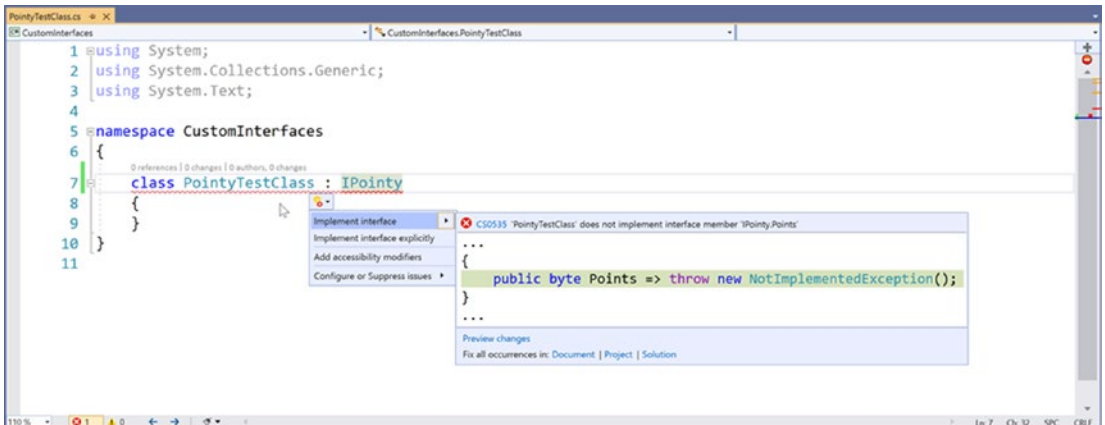 PointyTestClass.cs
CustomInterfaces
CustomInterfaces.PointyTestClass
1 using System;
2 using System.Collections.Generic;
3 using System.Text;
4
5 namespace CustomInterfaces
6 {
0 references | 0 changes | 0 authors, 0 changes
7 class PointyTestClass : IPointy
8 {
9 }
10 }
11
Implement interface
Implement interface explicitly
Add accessibility modifiers
Configure or Suppress issues
CS0535 'PointyTestClass' does not implement interface member 'IPointy.Points'
...
{
public byte Points => throw new NotImplementedException();
}
...
Preview changes
Fix all occurrences in: Document | Project | Solution
110 % 1 0 Ln: 7 Ch: 32 SPC CRLF